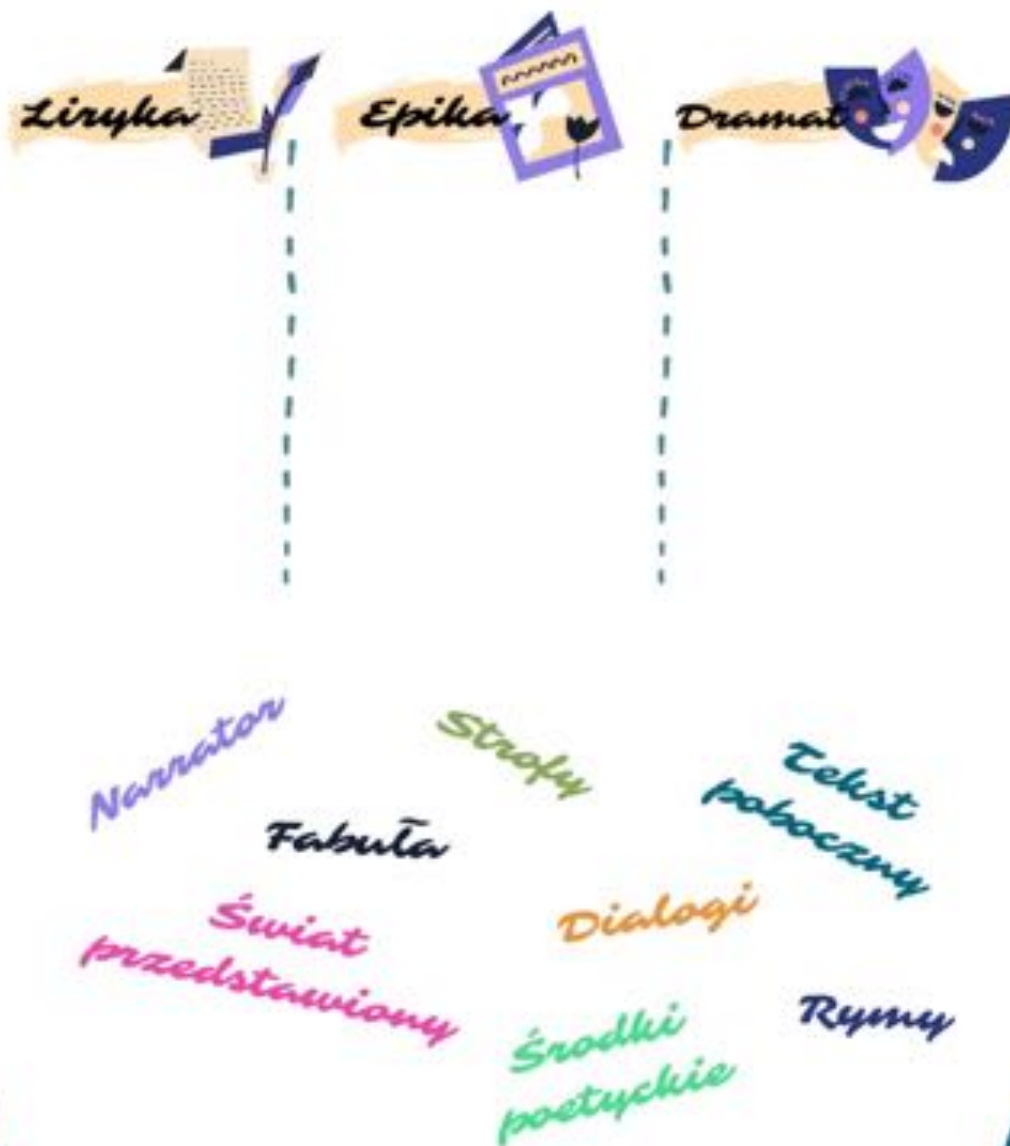 Liryka
Epika
Dramat
Narrator
Strofy
Tekst
poboczny
Fabuła
Świat
przedstawiony
Dialogi
Rymy
Środki
poetyckie